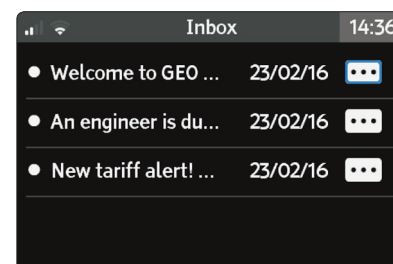 Inbox 14:36
Welcome to GEO ... 23/02/16
An engineer is du... 23/02/16
New tariff alert! ... 23/02/16